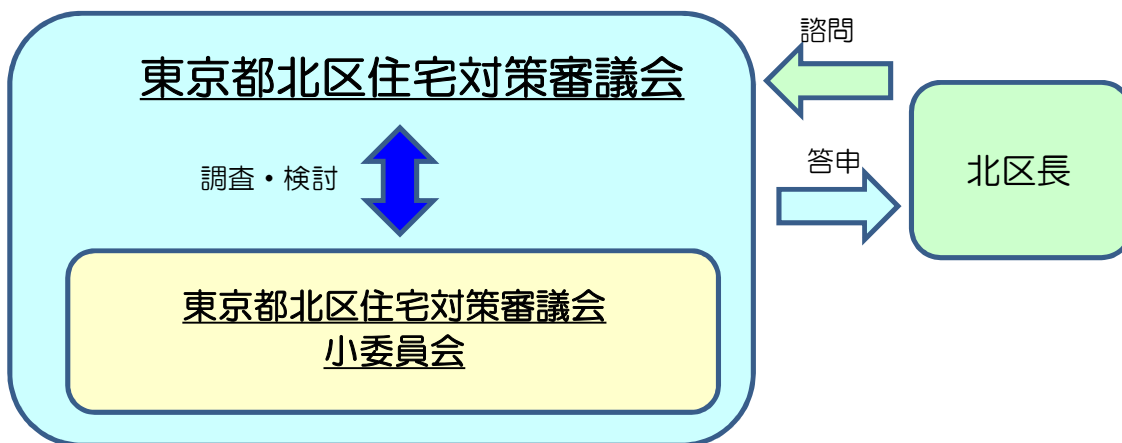 諮問
東京都北区住宅対策審議会
答申
北区長
調査・検討
東京都北区住宅対策審議会
小委員会